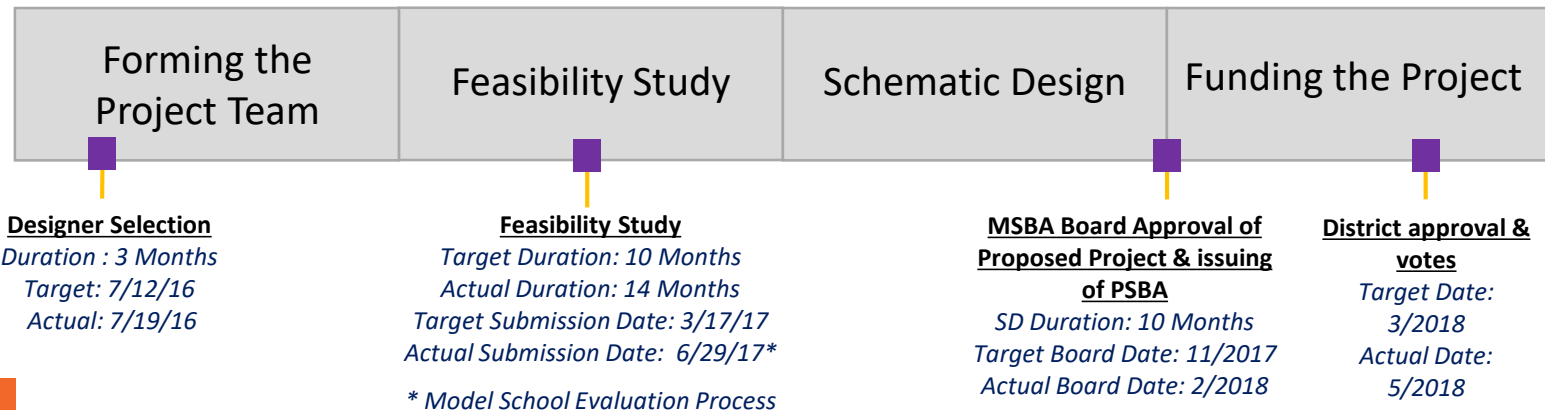 Forming the
Project Team
Feasibility Study
Schematic Design
Funding the Project
Designer Selection
Duration : 3 Months
Target: 7/12/16
Actual: 7/19/16
Feasibility Study
Target Duration: 10 Months
Actual Duration: 14 Months
Target Submission Date: 3/17/17
Actual Submission Date: 6/29/17*
* Model School Evaluation Process
MSBA Board Approval of
Proposed Project & issuing
of PSBA
SD Duration: 10 Months
Target Board Date: 11/2017
Actual Board Date: 2/2018
District approval &
votes
Target Date:
3/2018
Actual Date:
5/2018